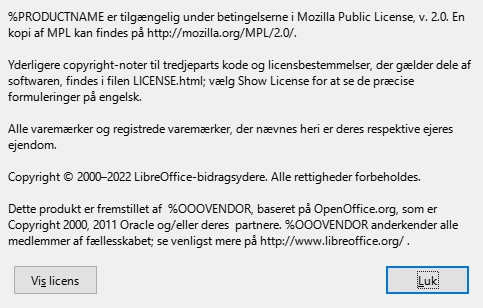 %PRODUCTNAME er tilgængelig under betingelserne i Mozilla Public License, v. 2.0. En
kopi af MPL kan findes på http://mozilla.org/MPL/2.0/.
Yderligere copyright-noter til tredjeparts kode og licensbestemmelser, der gælder dele af
softwaren, findes i filen LICENSE.html; vælg Show License for at se de præcise
formuleringer på engelsk.
Alle varemærker og registrede varemærker, der nævnes heri er deres respektive ejeres
ejendom.
Copyright © 2000–2022 LibreOffice-bidragsydere. Alle rettigheder forbeholdes.
Dette produkt er fremstillet af  %OOOVENDOR, baseret på OpenOffice.org, som er
Copyright 2000, 2011 Oracle og/eller deres  partnere. %OOOVENDOR anderkender alle
medlemmer af fællesskabet; se venligst mere på http://www.libreoffice.org/ .
Vis licens
Luk